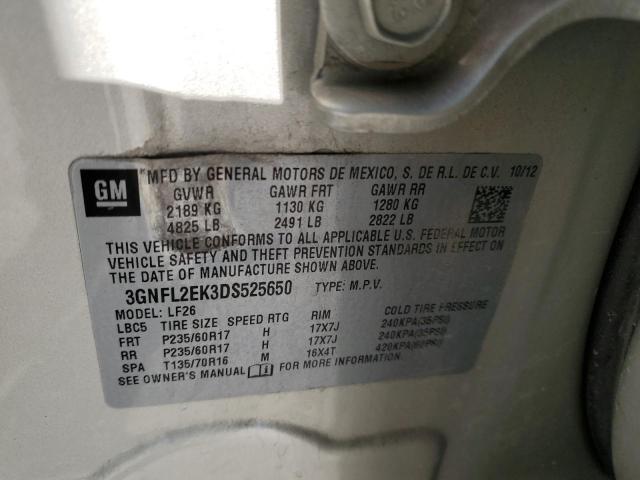 GM
MFD BY GENERAL MOTORS DE MEXICO, S. DE R.L. DE C.V. 10/12
GVWR GAWR FRT GAWR RR
2189 KG 1130 KG 1280 KG
4825 LB 2491 LB 2822 LB
THIS VEHICLE CONFORMS TO ALL APPLICABLE U.S. FEDERAL MOTOR
VEHICLE SAFETY AND THEFT PREVENTION STANDARDS IN EFFECT ON
THE DATE OF MANUFACTURE SHOWN ABOVE.
3GNFL2EK3DS525650 TYPE: M.P.V.
MODEL: LF26
LBC5 TIRE SIZE SPEED RTG RIM COLD TIRE PRESSURE
FRT P235/60R17 H 17X7J 240KPA(35PSI)
RR P235/60R17 H 17X7J 240KPA(35PSI)
SPA T135/70R16 M 16X4T 420KPA(60PSI)
SEE OWNER'S MANUAL FOR MORE INFORMATION